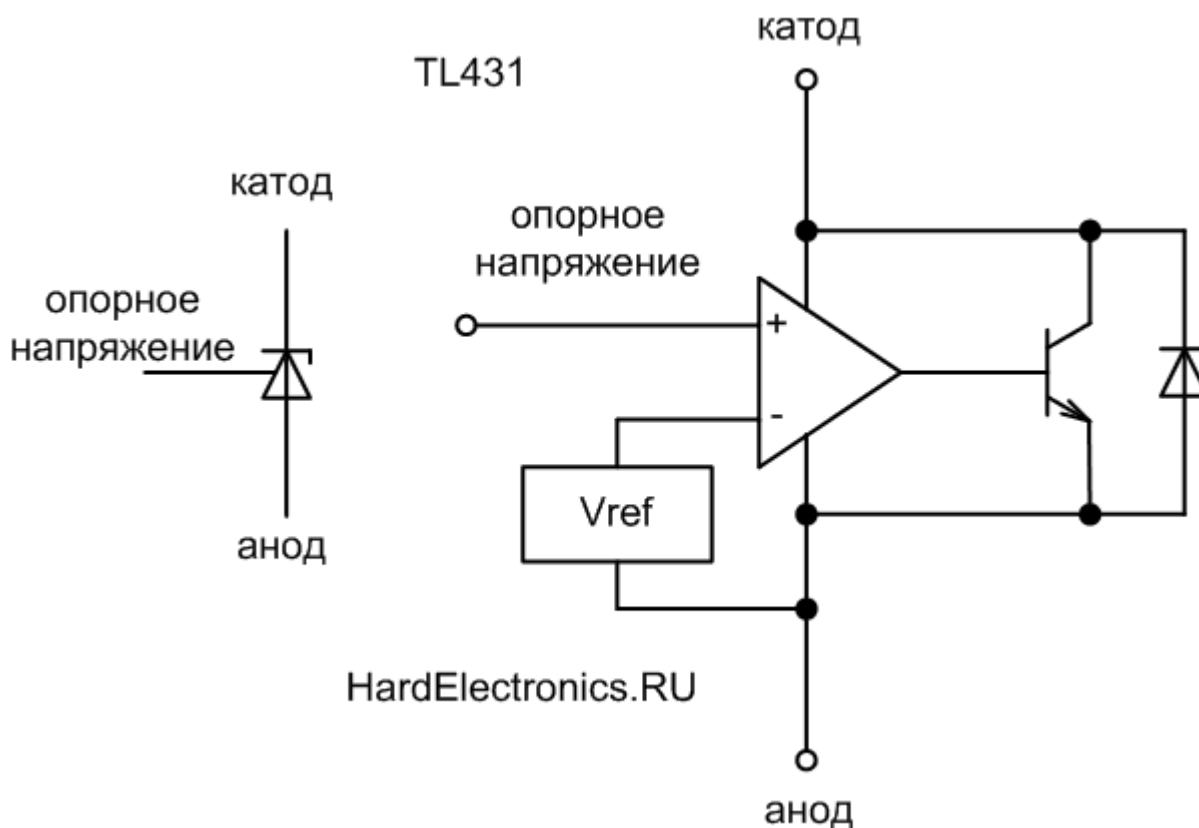 TL431
катод
опорное
напряжение
анод
катод
опорное
напряжение
+
-
Vref
анод
HardElectronics.RU